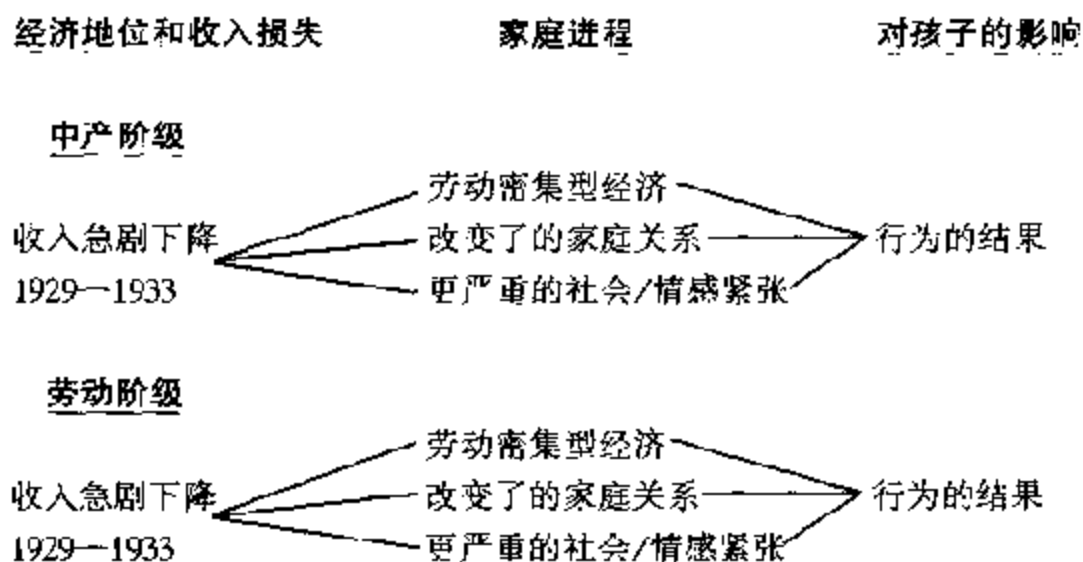 经济地位和收入损失 家庭进程 对孩子的影响
中产阶级
劳动密集型经济
收入急剧下降 改变了的家庭关系 行为的结果
1929—1933 更严重的社会/情感紧张
劳动阶级
劳动密集型经济
收入急剧下降 改变了的家庭关系 行为的结果
1929—1933 更严重的社会/情感紧张